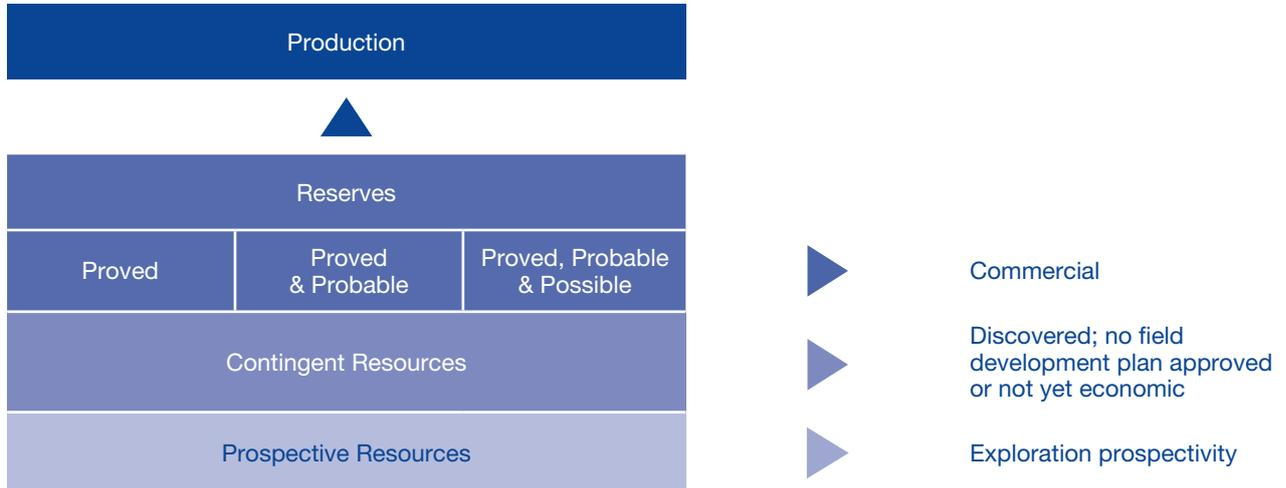 Production
Reserves
Proved
Proved
& Probable
Proved, Probable
& Possible
Commercial
Contingent Resources
Discovered; no field
development plan approved
or not yet economic
Prospective Resources
Exploration prospectivity